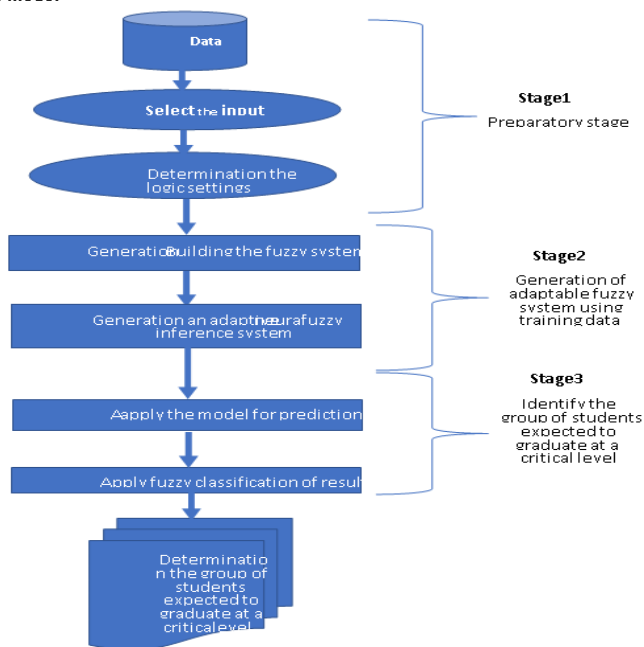 Data
Select the input
Determination the
logic settings
Stage1
Preparatory stage
Generation Building the fuzzy system
Generation an adaptive neura fuzzy
inference system
Stage2
Generation of
adaptable fuzzy
system using
training data
Aapply the model for prediction
Apply fuzzy classification of resul
Stage3
Identify the
group of students
expected to
graduate at a
critical level
Determinatio
n the group of
students
expected to
graduate at a
critical level